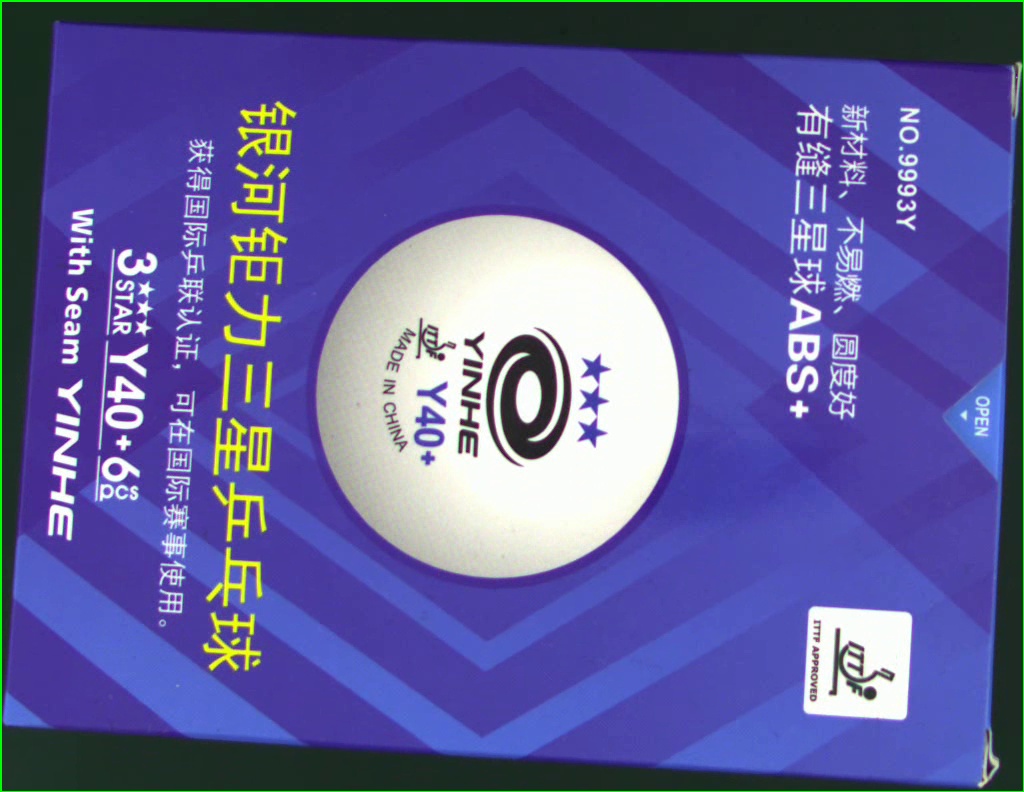 NO.9993Y
新材料、不易燃、圆度好
有缝三星球ABS+
OPEN
ITTF
ITTF APPROVED
★★★
YINHE
ITTF Y40+
MADE IN CHINA
银河钜力三星乒乓球
获得国际乒联认证，可在国际赛事使用。
3★★★STAR Y40+ 6pcs
With Seam YINHE